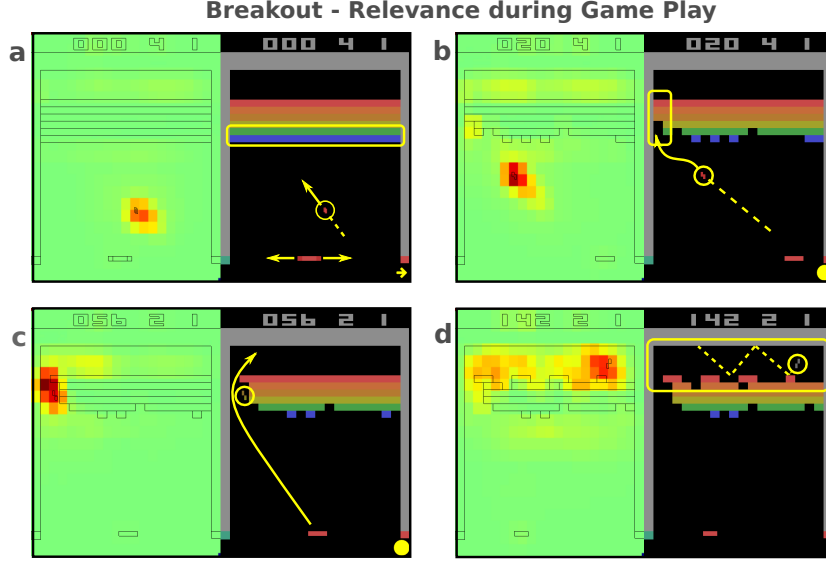 Breakout - Relevance during Game Play
a
000 4 1 000 4 1
b
020 4 1 020 4 1
c
056 2 1 056 2 1
d
142 2 1 142 2 1